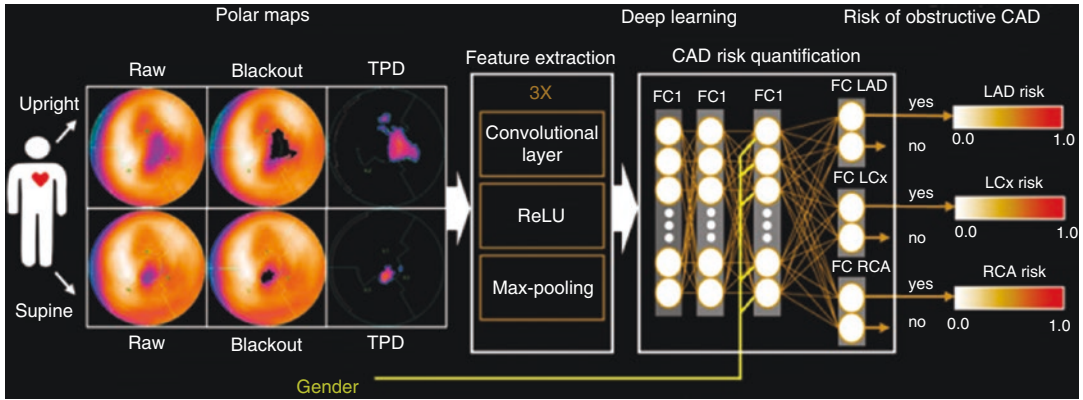 Polar maps
Deep learning
Risk of obstructive CAD
Raw
Blackout
TPD
Feature extraction
CAD risk quantification
Upright
3X
FC1
FC1
FC1
FC LAD
yes
LAD risk
Convolutional
layer
no
0.0
1.0
FC LCx
yes
LCx risk
ReLU
no
0.0
1.0
FC RCA
yes
RCA risk
Max-pooling
Supine
no
0.0
1.0
Raw
Blackout
TPD
Gender